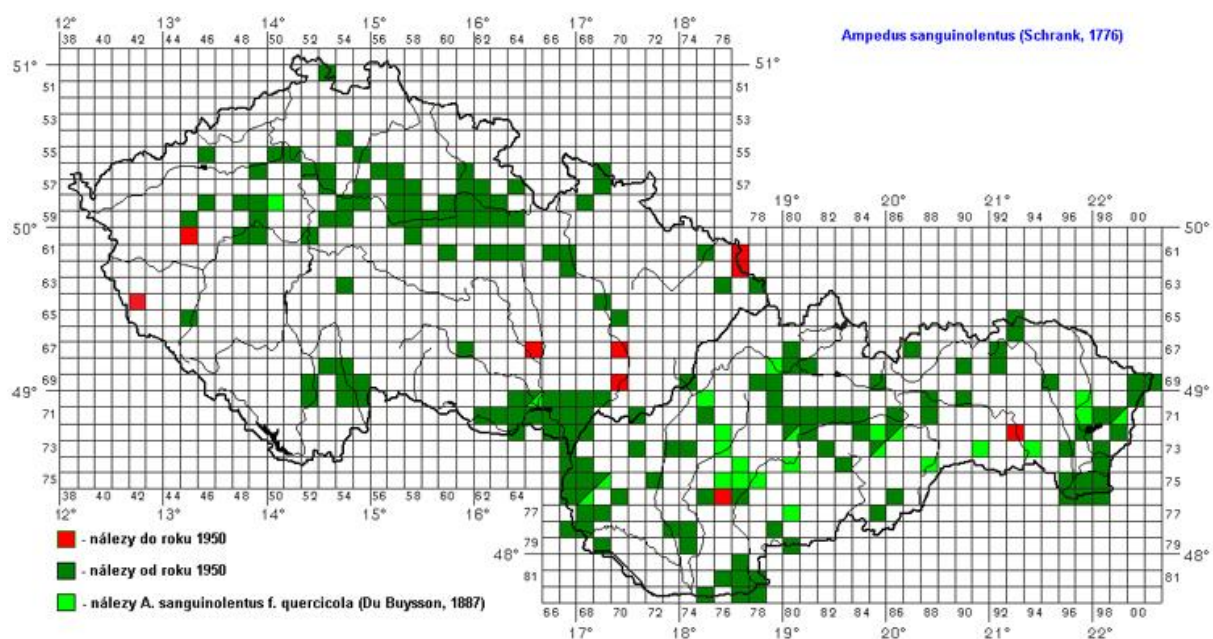 12° 13° 14° 15° 16° 17° 18°
38 40 42 44 46 48 50 52 54 56 58 60 62 64 66 68 70 72 74 76
Ampedus sanguinolentus (Schrank, 1776)
51° 51°
51 51
53 53
55 55
57 57
19° 20° 21° 22°
59 78 80 82 84 86 88 90 92 94 96 98 00
50° 50°
61 61
63 63
65 65
67 67
49° 69 69 49°
71 71
73 73
75 75
38 40 42 44 46 48 50 52 54 56 58 60 62 64
12° 13° 14° 15° 16° 77 77
- nálezy do roku 1950
79 79
48° 48°
- nálezy od roku 1950
81 81
- nálezy A. sanguinolentus f. quercicola (Du Buysson, 1887)
66 68 70 72 74 76 78 80 82 84 86 88 90 92 94 96 98 00
17° 18° 19° 20° 21° 22°